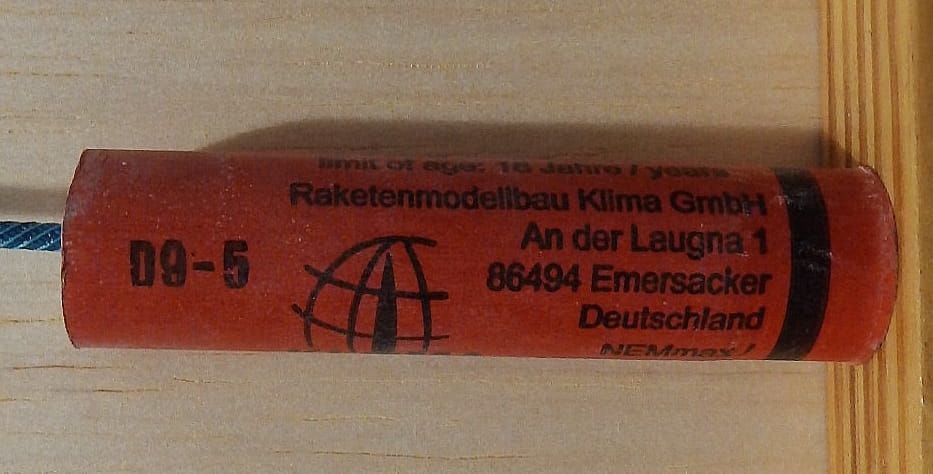 limit of age: 18 Jahre / years
Raketenmodellbau Klima GmbH
An der Laugna 1
86494 Emersacker
Deutschland
NEMmax /
D9-5